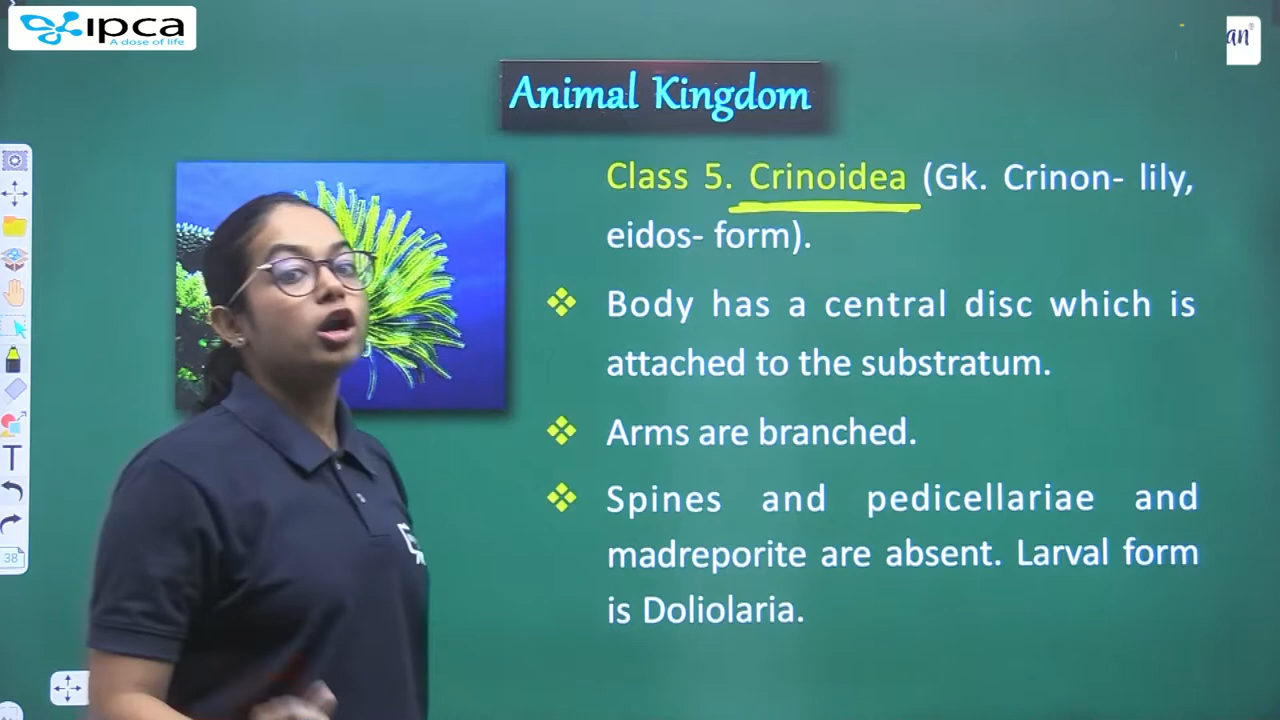 ipca
A dose of life
an®
Animal Kingdom
Class 5. Crinoidea (Gk. Crinon- lily,
eidos- form).
Body has a central disc which is
attached to the substratum.
Arms are branched.
Spines and pedicellariae and
madreporite are absent. Larval form
is Doliolaria.
T
38